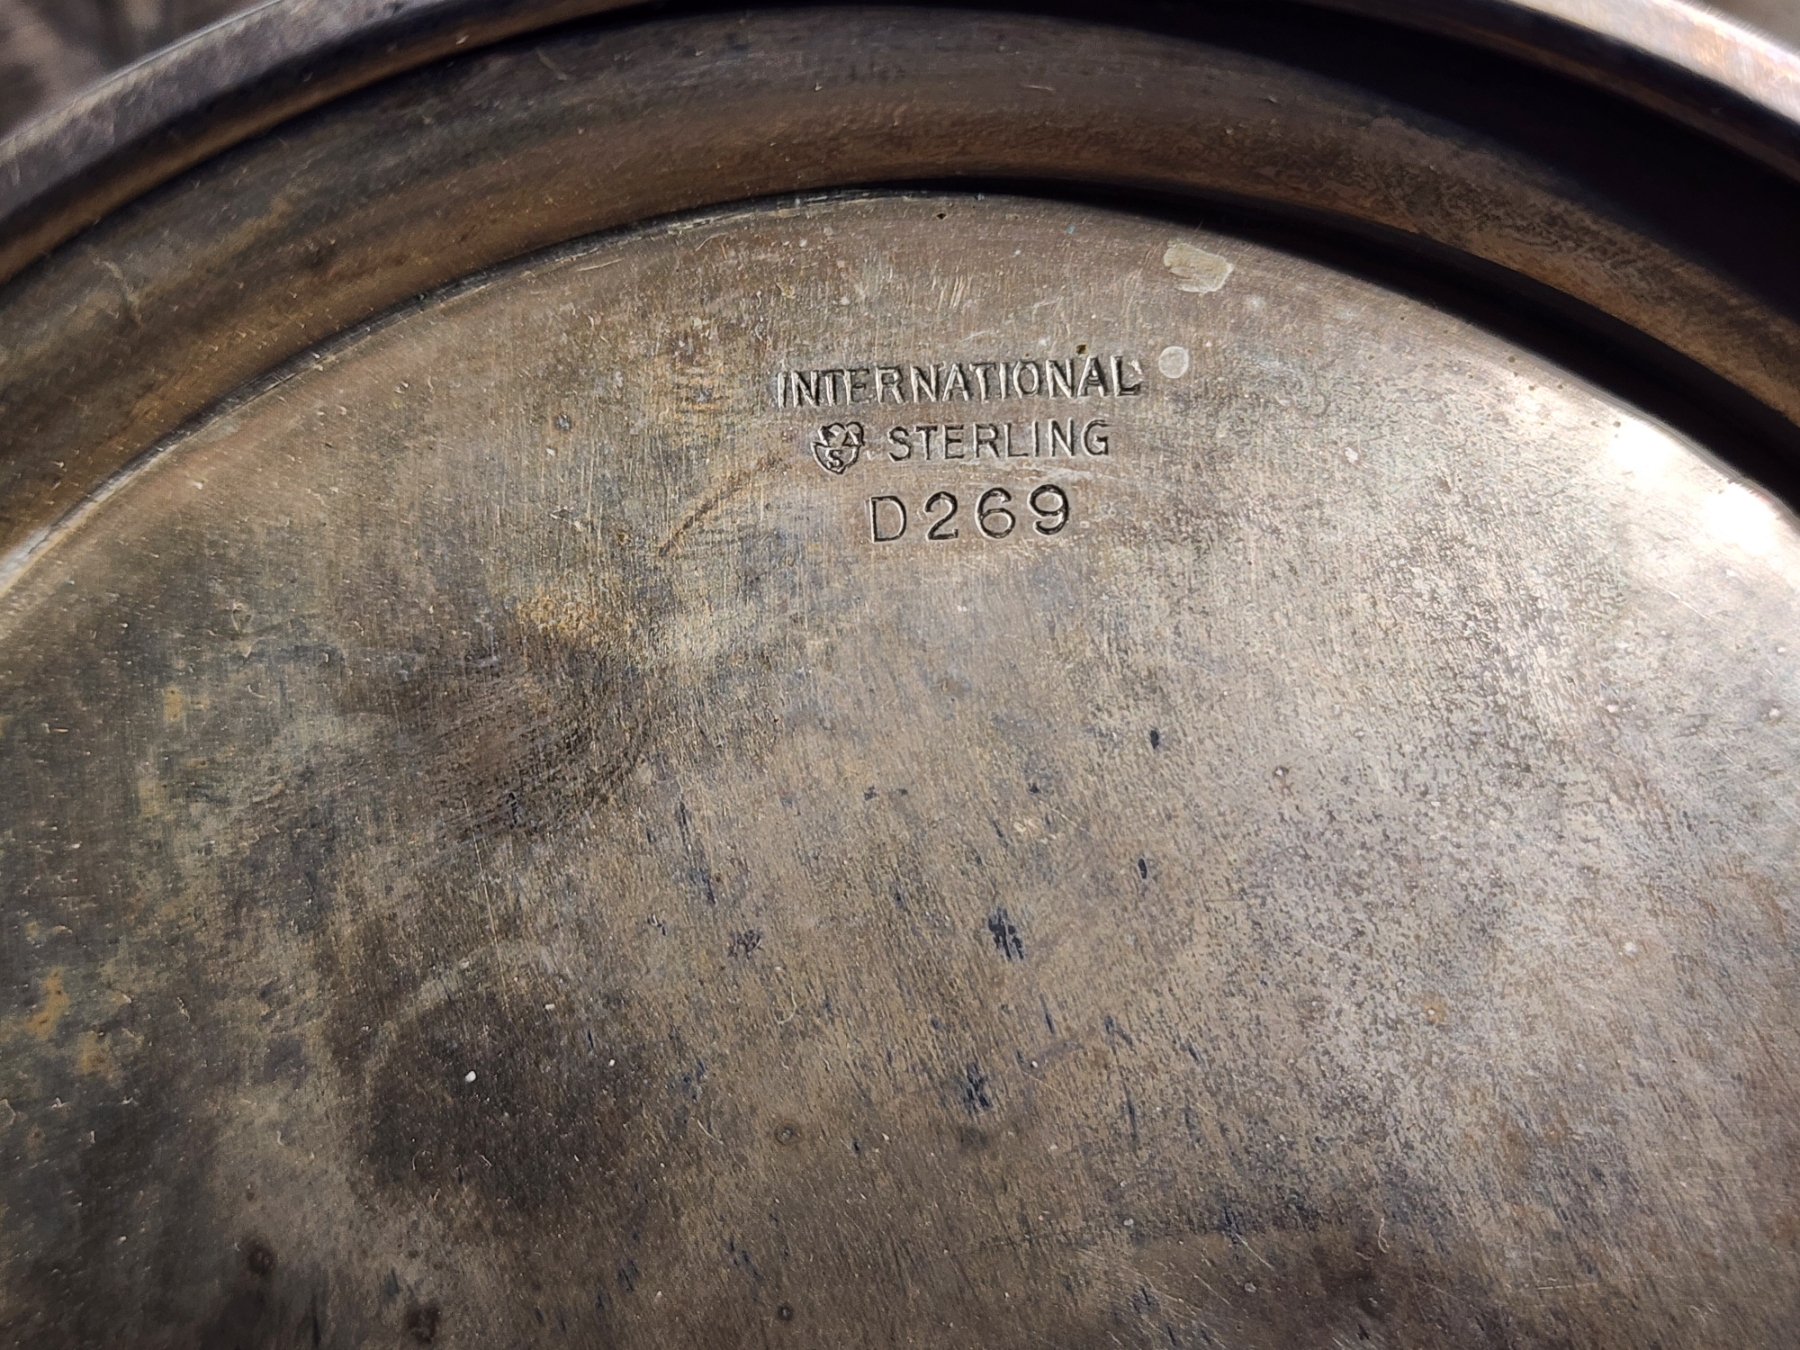 INTERNATIONAL
S STERLING
D269